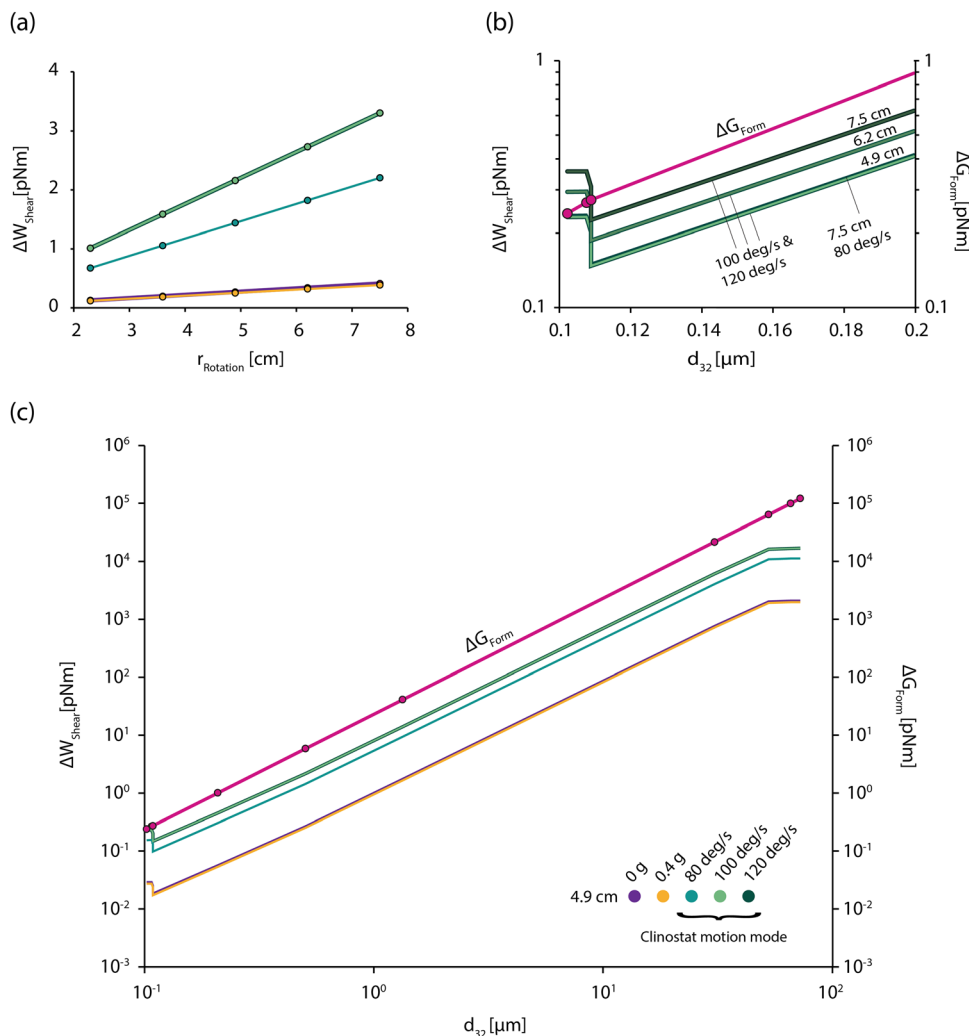 (a)
4
3
2
1
0
ΔW_Shear [pNm]
2 3 4 5 6 7 8
r_Rotation [cm]
(b)
1
0.1
ΔW_Shear [pNm]
ΔG_Form
7.5 cm
6.2 cm
4.9 cm
100 deg/s &
120 deg/s
7.5 cm
80 deg/s
1
0.1
ΔG_Form [pNm]
0.1 0.12 0.14 0.16 0.18 0.2
d_32 [µm]
(c)
10^6
10^5
10^4
10^3
10^2
10^1
10^0
10^-1
10^-2
10^-3
ΔW_Shear [pNm]
ΔG_Form
10^6
10^5
10^4
10^3
10^2
10^1
10^0
10^-1
10^-2
10^-3
ΔG_Form [pNm]
0 g
0.4 g
80 deg/s
100 deg/s
120 deg/s
4.9 cm
Clinostat motion mode
10^-1 10^0 10^1 10^2
d_32 [µm]